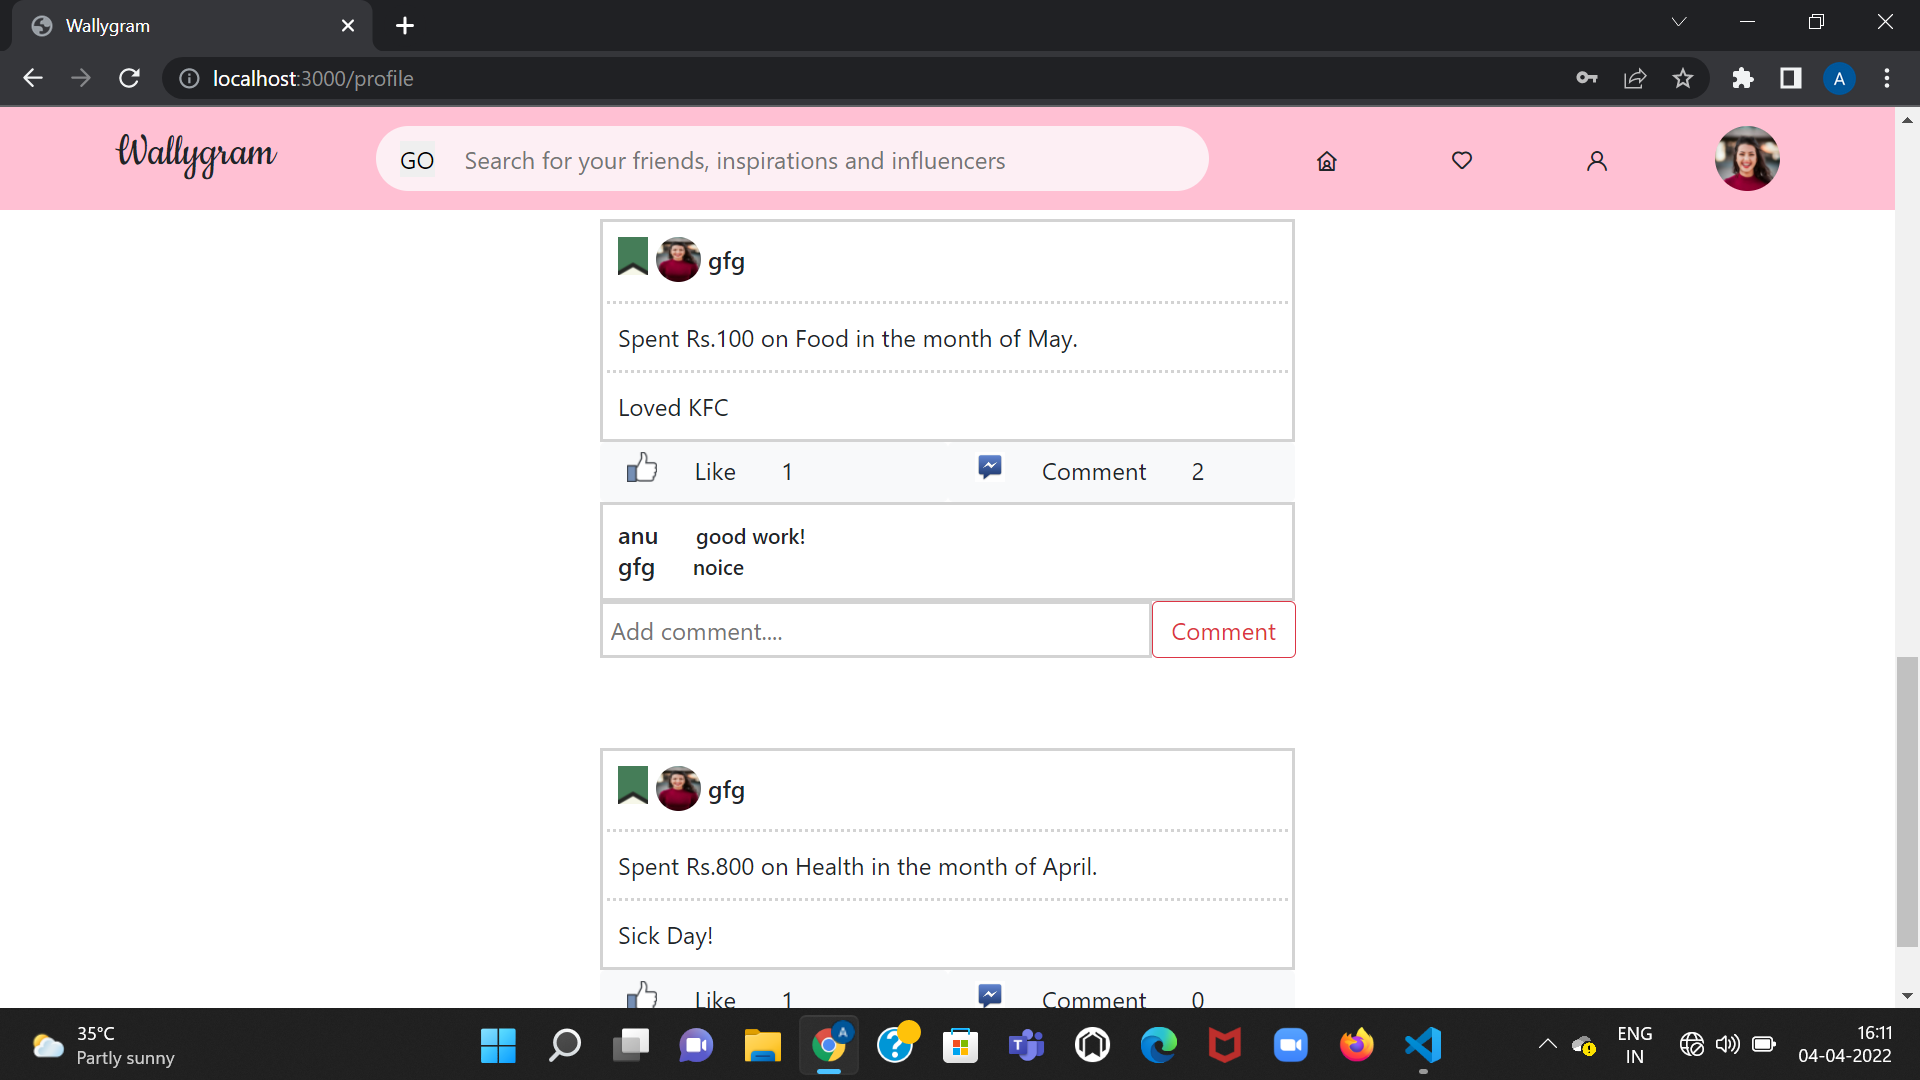 Wallygram
localhost:3000/profile
A
Wallygram
GO Search for your friends, inspirations and influencers
gfg
Spent Rs.100 on Food in the month of May.
Loved KFC
Like 1 Comment 2
anu good work!
gfg noice
Add comment.... Comment
gfg
Spent Rs.800 on Health in the month of April.
Sick Day!
Like 1 Comment 0
35°C
Partly sunny
A
ENG
IN
16:11
04-04-2022